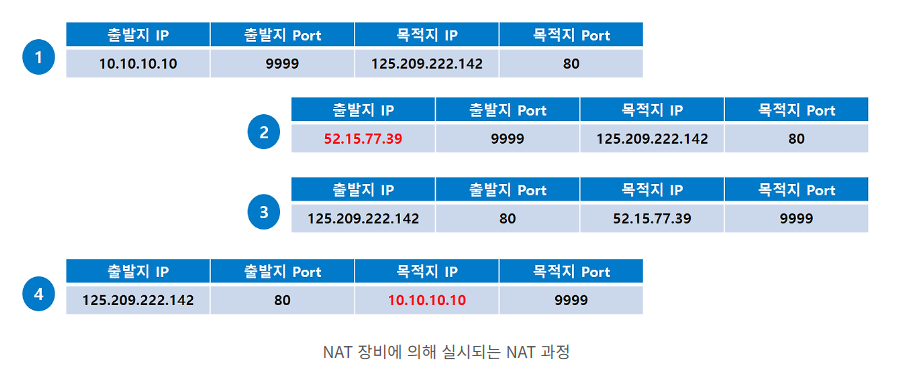 출발지 IP 출발지 Port 목적지 IP 목적지 Port
1
10.10.10.10 9999 125.209.222.142 80
출발지 IP 출발지 Port 목적지 IP 목적지 Port
2
52.15.77.39 9999 125.209.222.142 80
출발지 IP 출발지 Port 목적지 IP 목적지 Port
3
125.209.222.142 80 52.15.77.39 9999
출발지 IP 출발지 Port 목적지 IP 목적지 Port
4
125.209.222.142 80 10.10.10.10 9999
NAT 장비에 의해 실시되는 NAT 과정